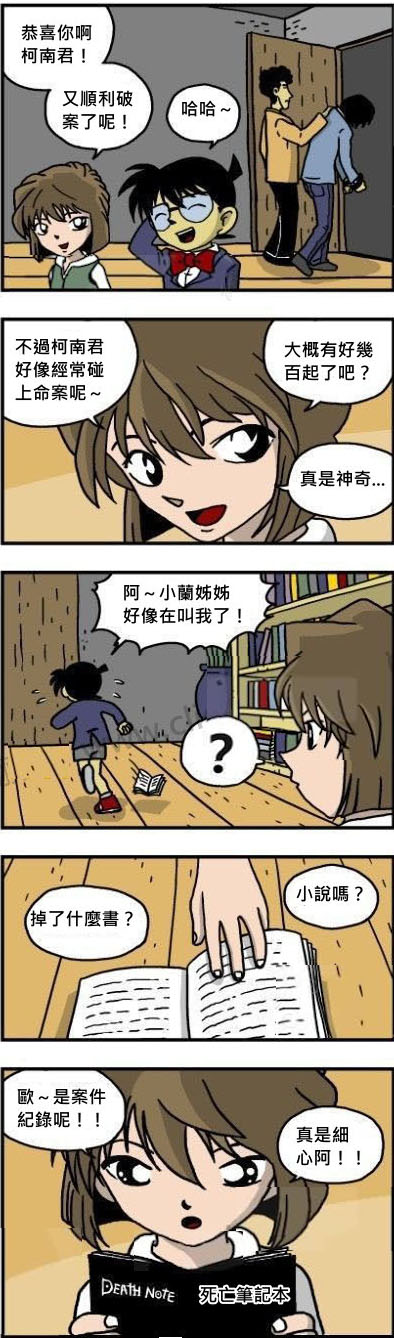 恭喜你啊
柯南君！
又順利破
案了呢！
哈哈～
不過柯南君
好像經常碰
上命案呢～
大概有好幾
百起了吧？
真是神奇...
阿～小蘭姊姊
好像在叫我了！
?
掉了什麼書？
小說嗎？
歐～是案件
紀錄呢！！
真是細
心阿！！
DEATH NOTE 死亡筆記本